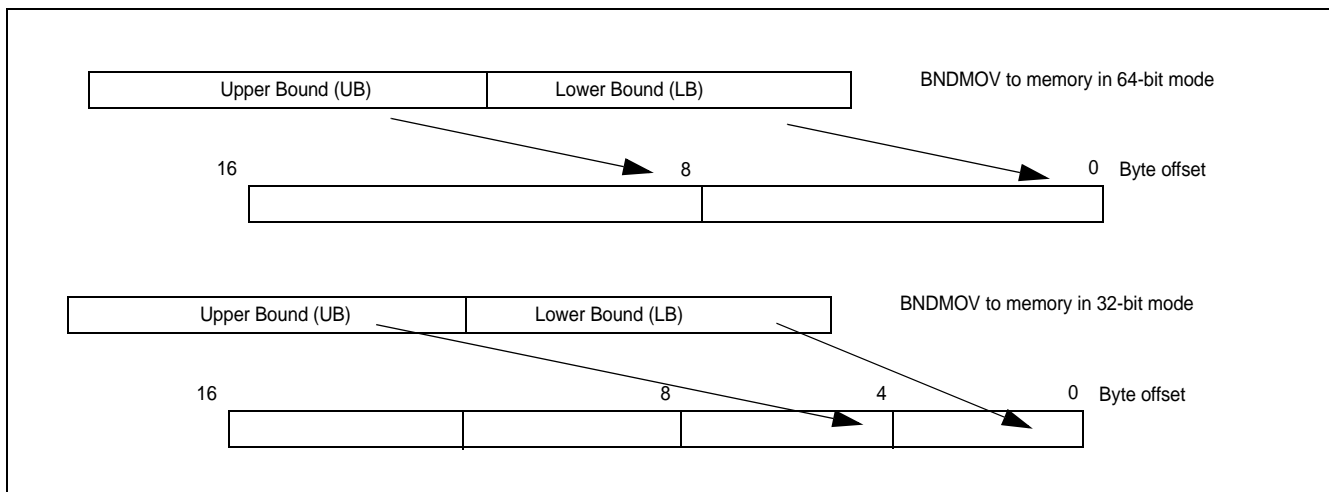 BNDMOV to memory in 64-bit mode
Upper Bound (UB) Lower Bound (LB)
16 8 0 Byte offset
BNDMOV to memory in 32-bit mode
Upper Bound (UB) Lower Bound (LB)
16 8 4 0 Byte offset